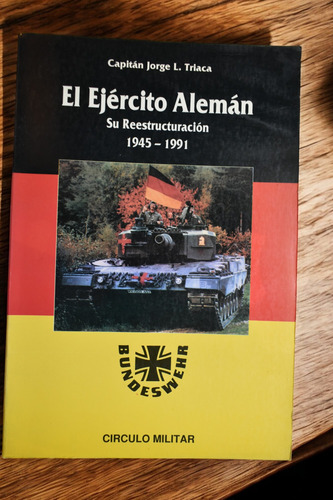 Capitán Jorge L. Triaca
El Ejército Alemán
Su Reestructuración
1945 - 1991
BUNDESWEHR
CIRCULO MILITAR